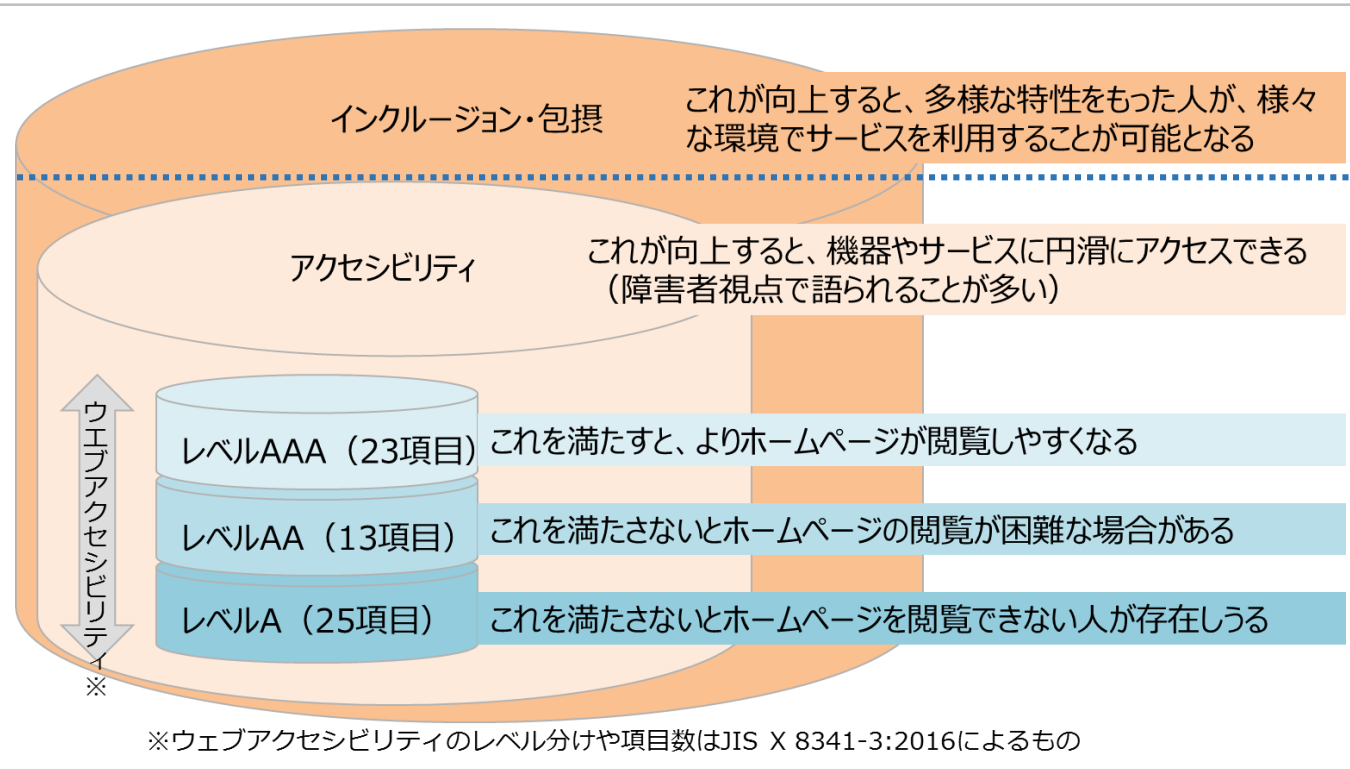 インクルージョン・包摂
これが向上すると、多様な特性をもった人が、様々
な環境でサービスを利用することが可能となる
アクセシビリティ
これが向上すると、機器やサービスに円滑にアクセスできる
（障害者視点で語られることが多い）
ウエブアクセシビリティ※
レベルAAA（23項目）
これを満たすと、よりホームページが閲覧しやすくなる
レベルAA（13項目）
これを満たさないとホームページの閲覧が困難な場合がある
レベルA（25項目）
これを満たさないとホームページを閲覧できない人が存在しうる
※ウェブアクセシビリティのレベル分けや項目数はJIS X 8341-3:2016によるもの